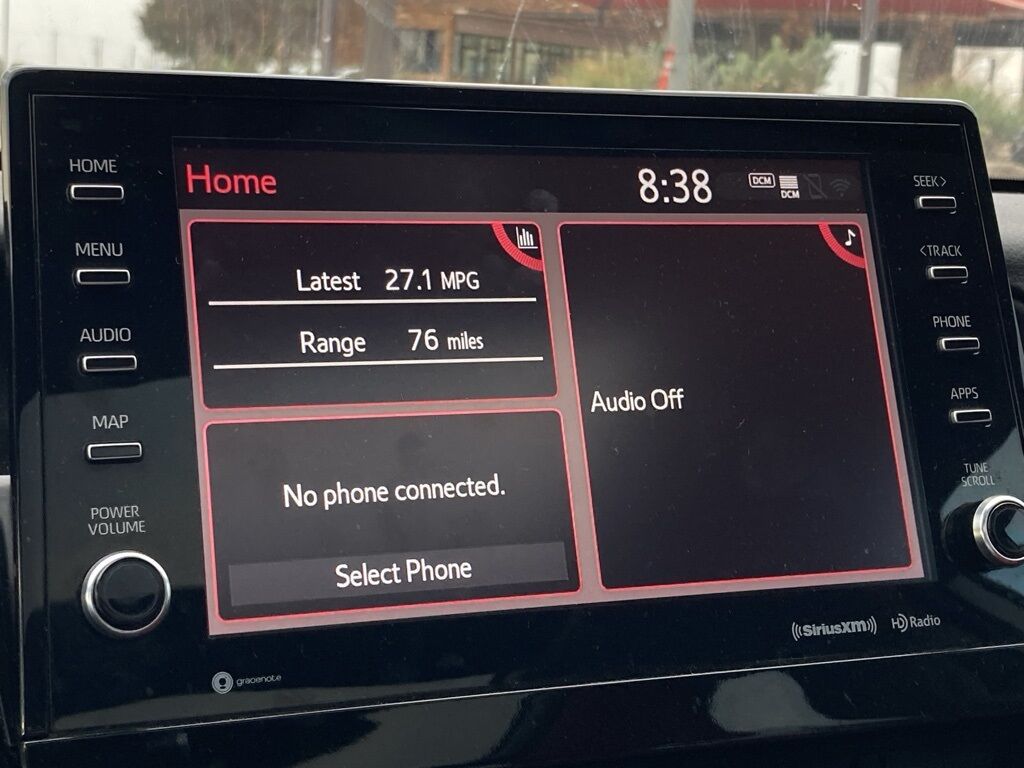 HOME
MENU
AUDIO
MAP
POWER
VOLUME
Home
8:38
DCM
DCM
Latest 27.1 MPG
Range 76 miles
No phone connected.
Select Phone
Audio Off
SEEK>
<TRACK
PHONE
APPS
TUNE
SCROLL
gracenote
((SiriusXM))
HD Radio